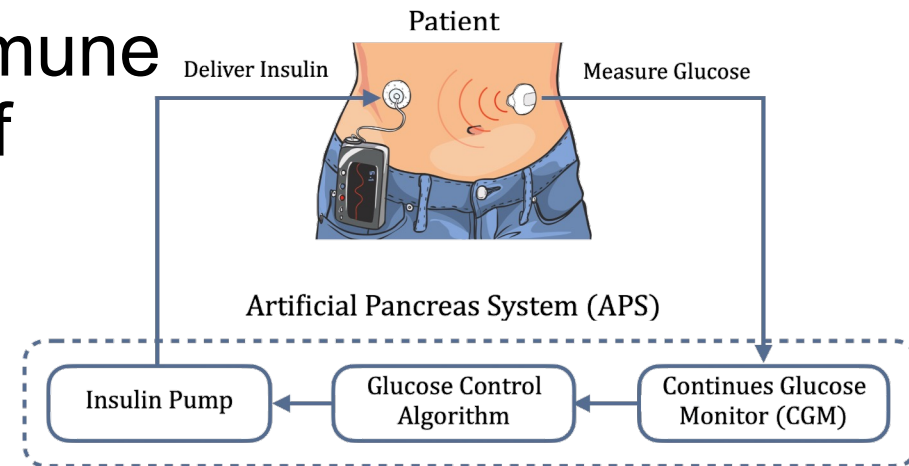 mune
f
Patient
Deliver Insulin
Measure Glucose
Artificial Pancreas System (APS)
Insulin Pump
Glucose Control
Algorithm
Continues Glucose
Monitor (CGM)